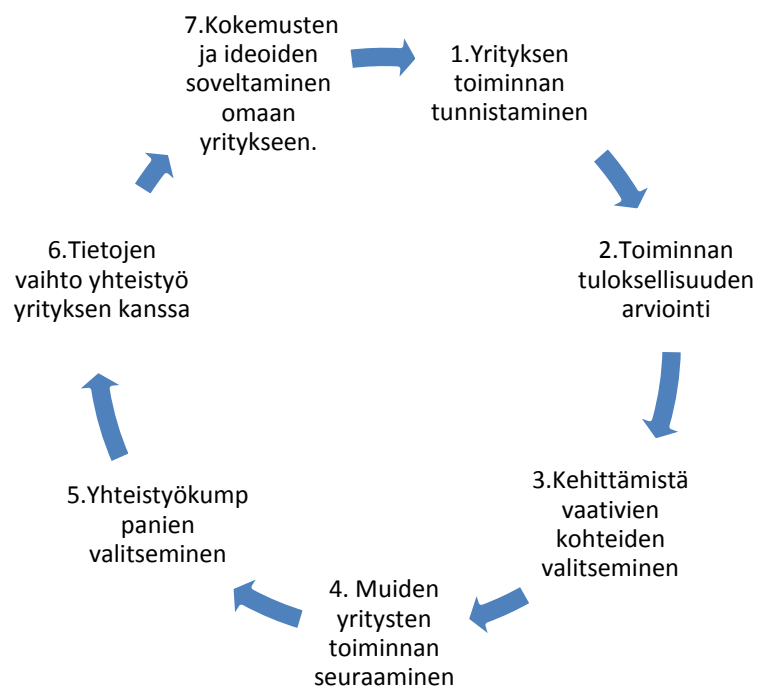 7.Kokemusten
ja ideoiden
soveltaminen
omaan
yritykseen.
1.Yrityksen
toiminnan
tunnistaminen
2.Toiminnan
tuloksellisuuden
arviointi
3.Kehittämistä
vaativien
kohteiden
valitseminen
4. Muiden
yritysten
toiminnan
seuraaminen
5.Yhteistyökump
panien
valitseminen
6.Tietojen
vaihto yhteistyö
yrityksen kanssa